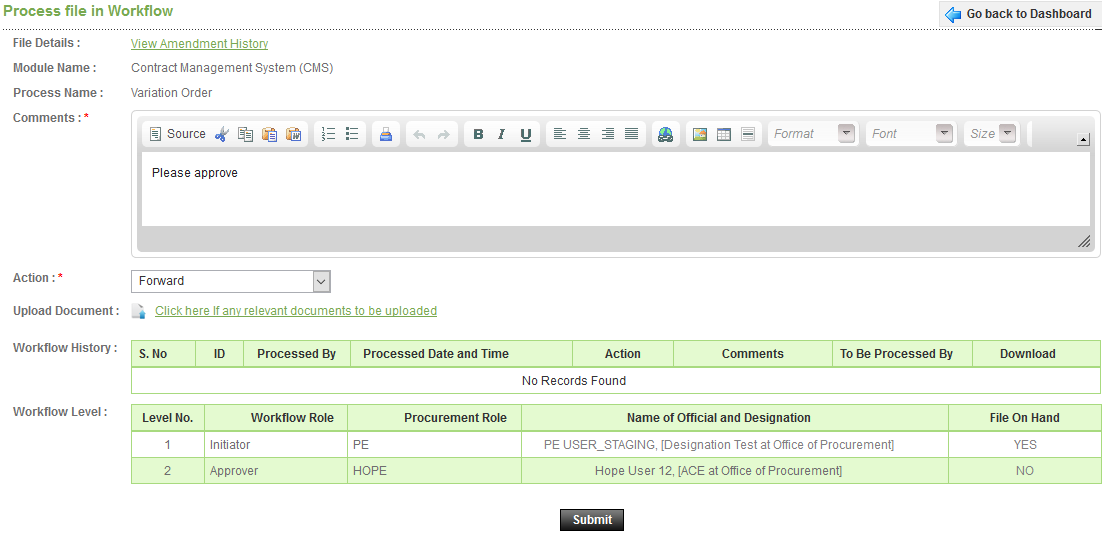 Process file in Workflow
Go back to Dashboard
File Details :
View Amendment History
Module Name :
Contract Management System (CMS)
Process Name :
Variation Order
Comments : *
Source
B I U
Format
Font
Size
Please approve
Action : *
Forward
Upload Document :
Click here If any relevant documents to be uploaded
Workflow History :
S. No ID Processed By Processed Date and Time Action Comments To Be Processed By Download
No Records Found
Workflow Level :
Level No. Workflow Role Procurement Role Name of Official and Designation File On Hand
1 Initiator PE PE USER_STAGING, [Designation Test at Office of Procurement] YES
2 Approver HOPE Hope User 12, [ACE at Office of Procurement] NO
Submit